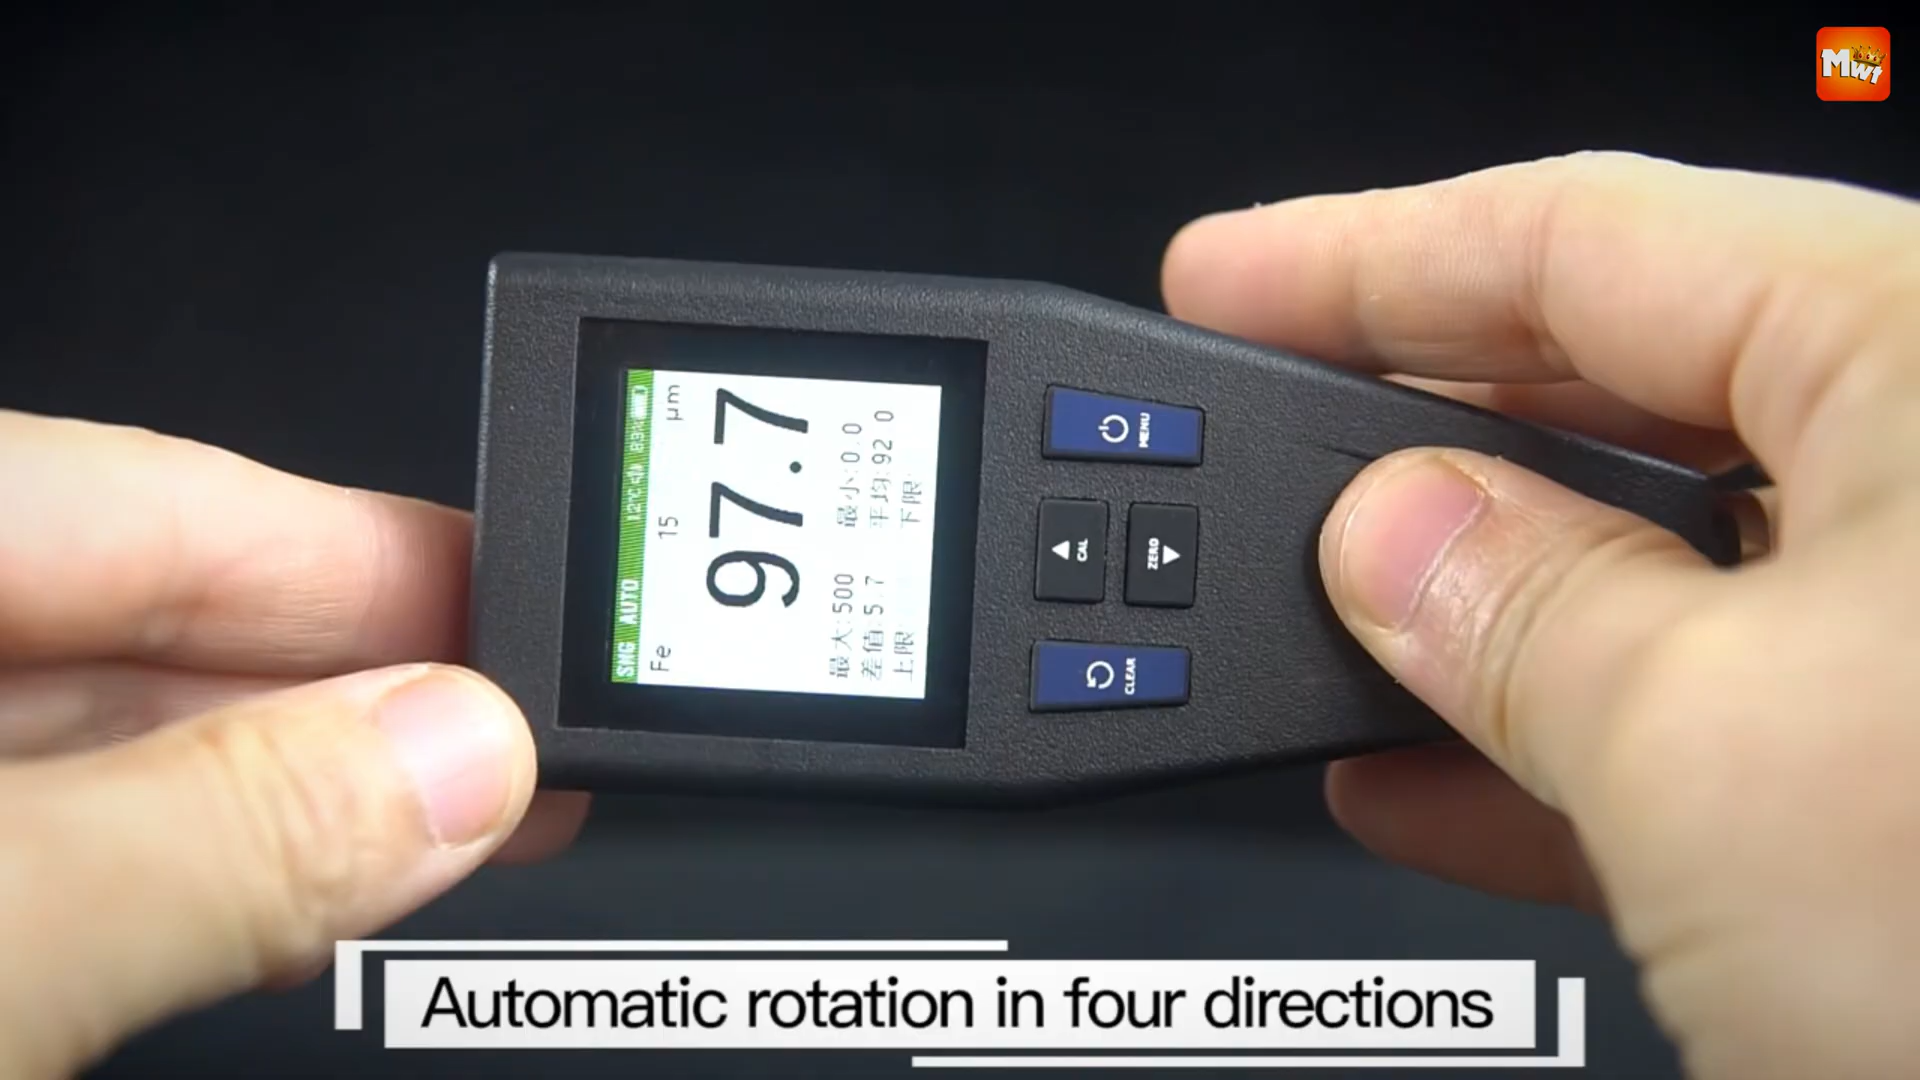 Mwt
SNG AUTO 12℃
Fe 15 μm
97.7
最大:500 最小:0.0
差值:5.7 平均:92 0
上限: 下限:
MENU
CAL
ZERO
CLEAR
Automatic rotation in four directions